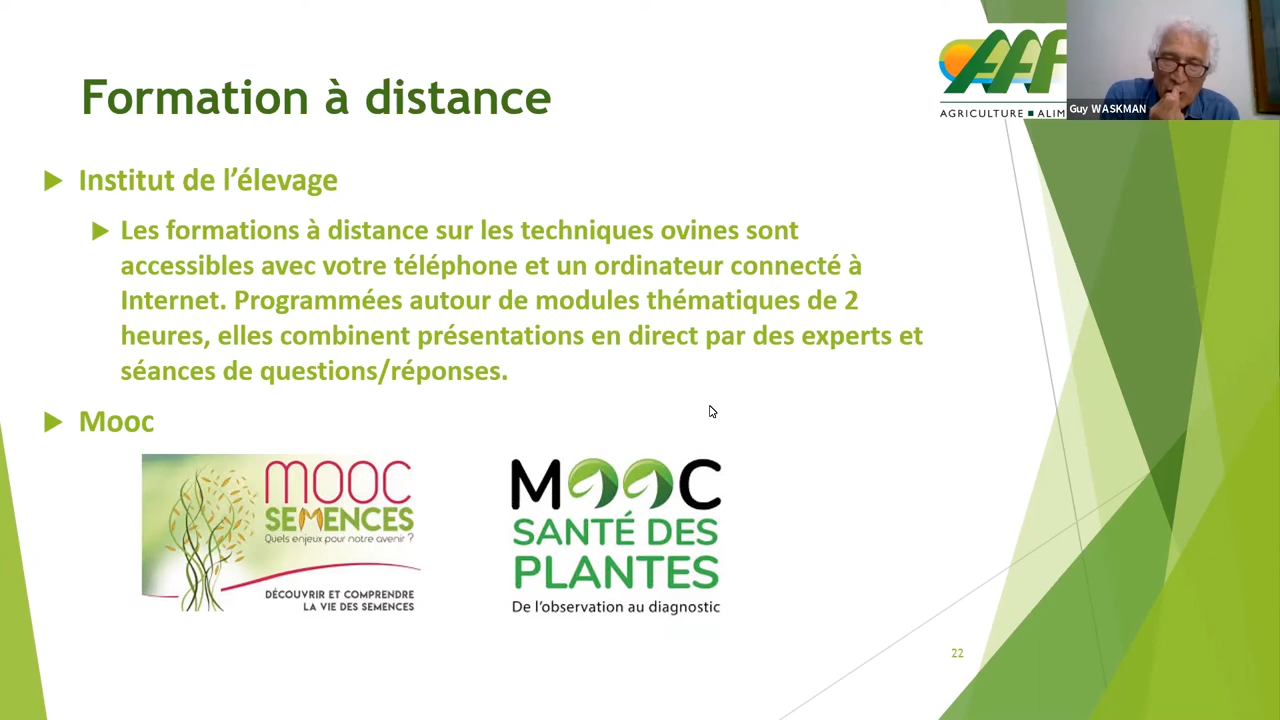 Formation à distance
AAF
AGRICULTURE ■ ALIM
Guy WASKMAN
Institut de l’élevage
Les formations à distance sur les techniques ovines sont
accessibles avec votre téléphone et un ordinateur connecté à
Internet. Programmées autour de modules thématiques de 2
heures, elles combinent présentations en direct par des experts et
séances de questions/réponses.
Mooc
MOOC
SEMENCES
Quels enjeux pour notre avenir ?
DÉCOUVRIR ET COMPRENDRE
LA VIE DES SEMENCES
MOOC
SANTÉ DES
PLANTES
De l’observation au diagnostic
22